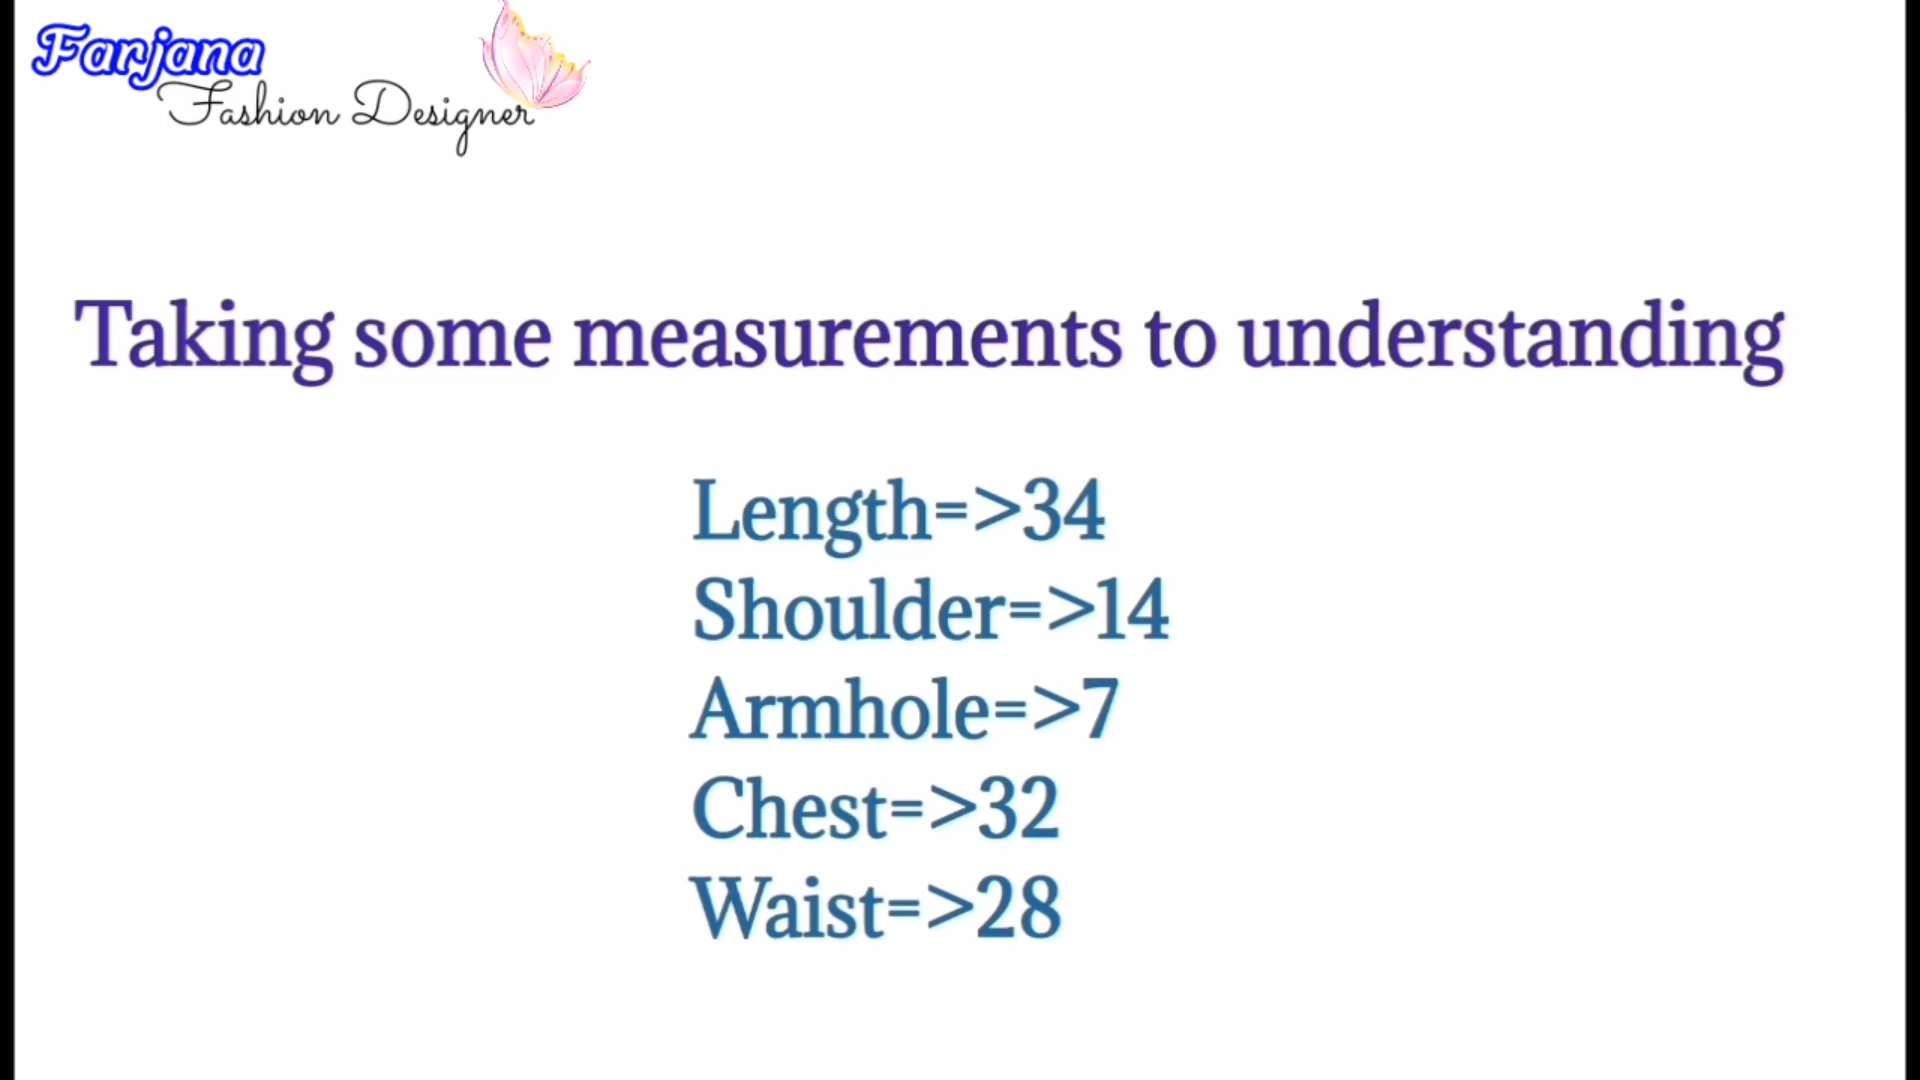 Farjana
Fashion Designer
Taking some measurements to understanding
Length=>34
Shoulder=>14
Armhole=>7
Chest=>32
Waist=>28